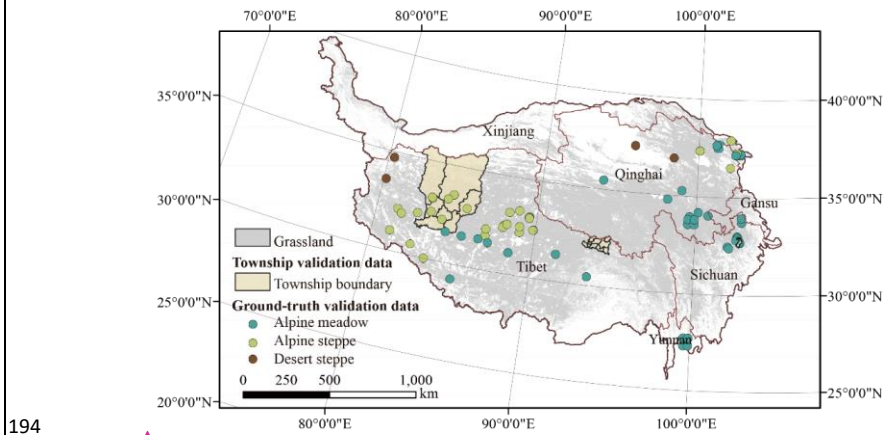 70°0'0"E 80°0'0"E 90°0'0"E 100°0'0"E
35°0'0"N
40°0'0"N
Xinjiang
Qinghai
30°0'0"N
35°0'0"N
Gansu
Grassland
Township validation data
Tibet
Sichuan
Township boundary
25°0'0"N
30°0'0"N
Ground-truth validation data
Alpine meadow
Alpine steppe
Yunnan
Desert steppe
0 250 500 1,000
km
20°0'0"N
25°0'0"N
80°0'0"E 90°0'0"E 100°0'0"E
194